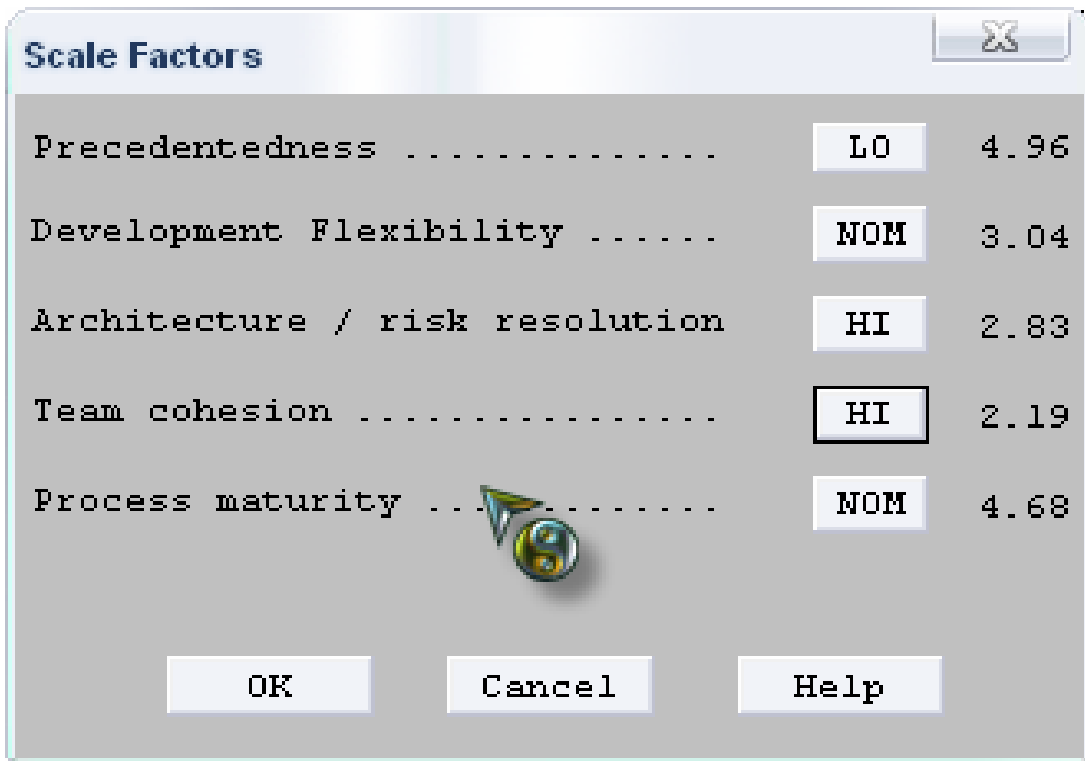 Scale Factors
Precedentedness .............. LO 4.96
Development Flexibility ...... NOM 3.04
Architecture / risk resolution HI 2.83
Team cohesion ................ HI 2.19
Process maturity ............. NOM 4.68
OK Cancel Help